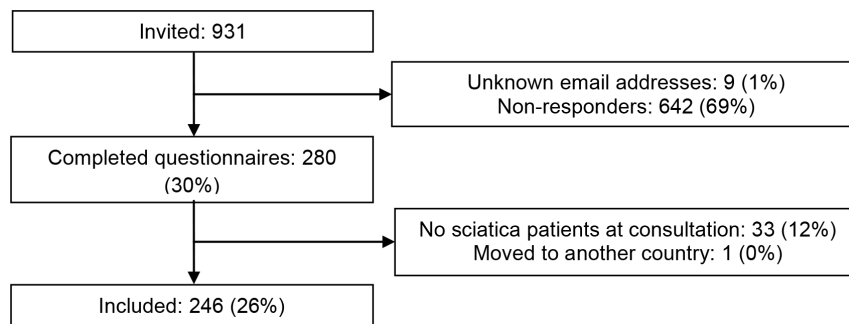 Invited: 931
Unknown email addresses: 9 (1%)
Non-responders: 642 (69%)
Completed questionnaires: 280
(30%)
No sciatica patients at consultation: 33 (12%)
Moved to another country: 1 (0%)
Included: 246 (26%)